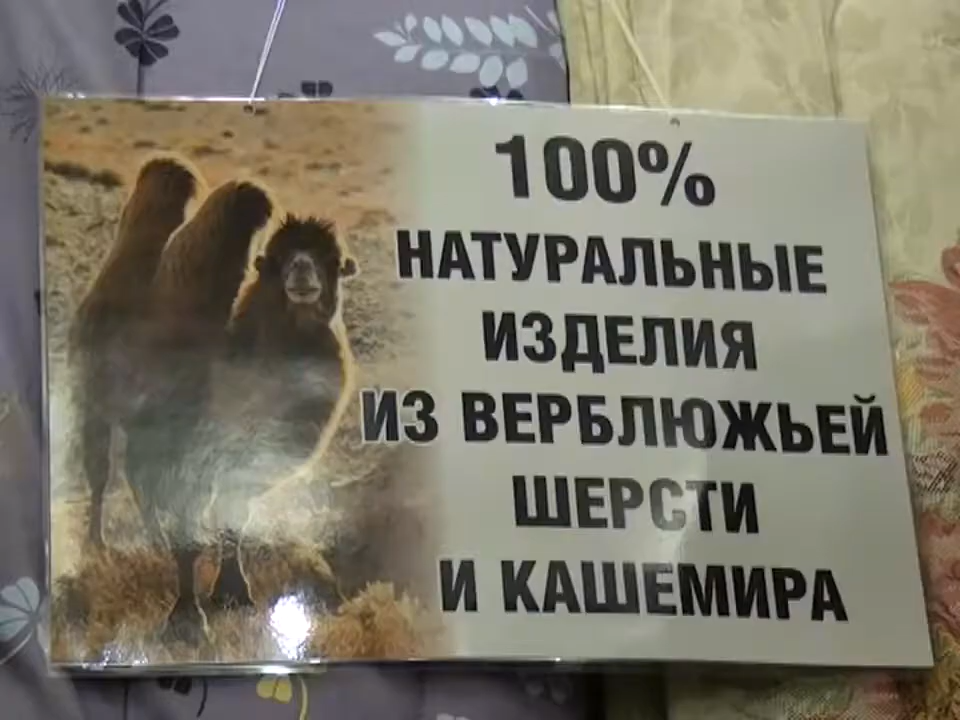 100%
НАТУРАЛЬНЫЕ
ИЗДЕЛИЯ
ИЗ ВЕРБЛЮЖЬЕЙ
ШЕРСТИ
И КАШЕМИРА